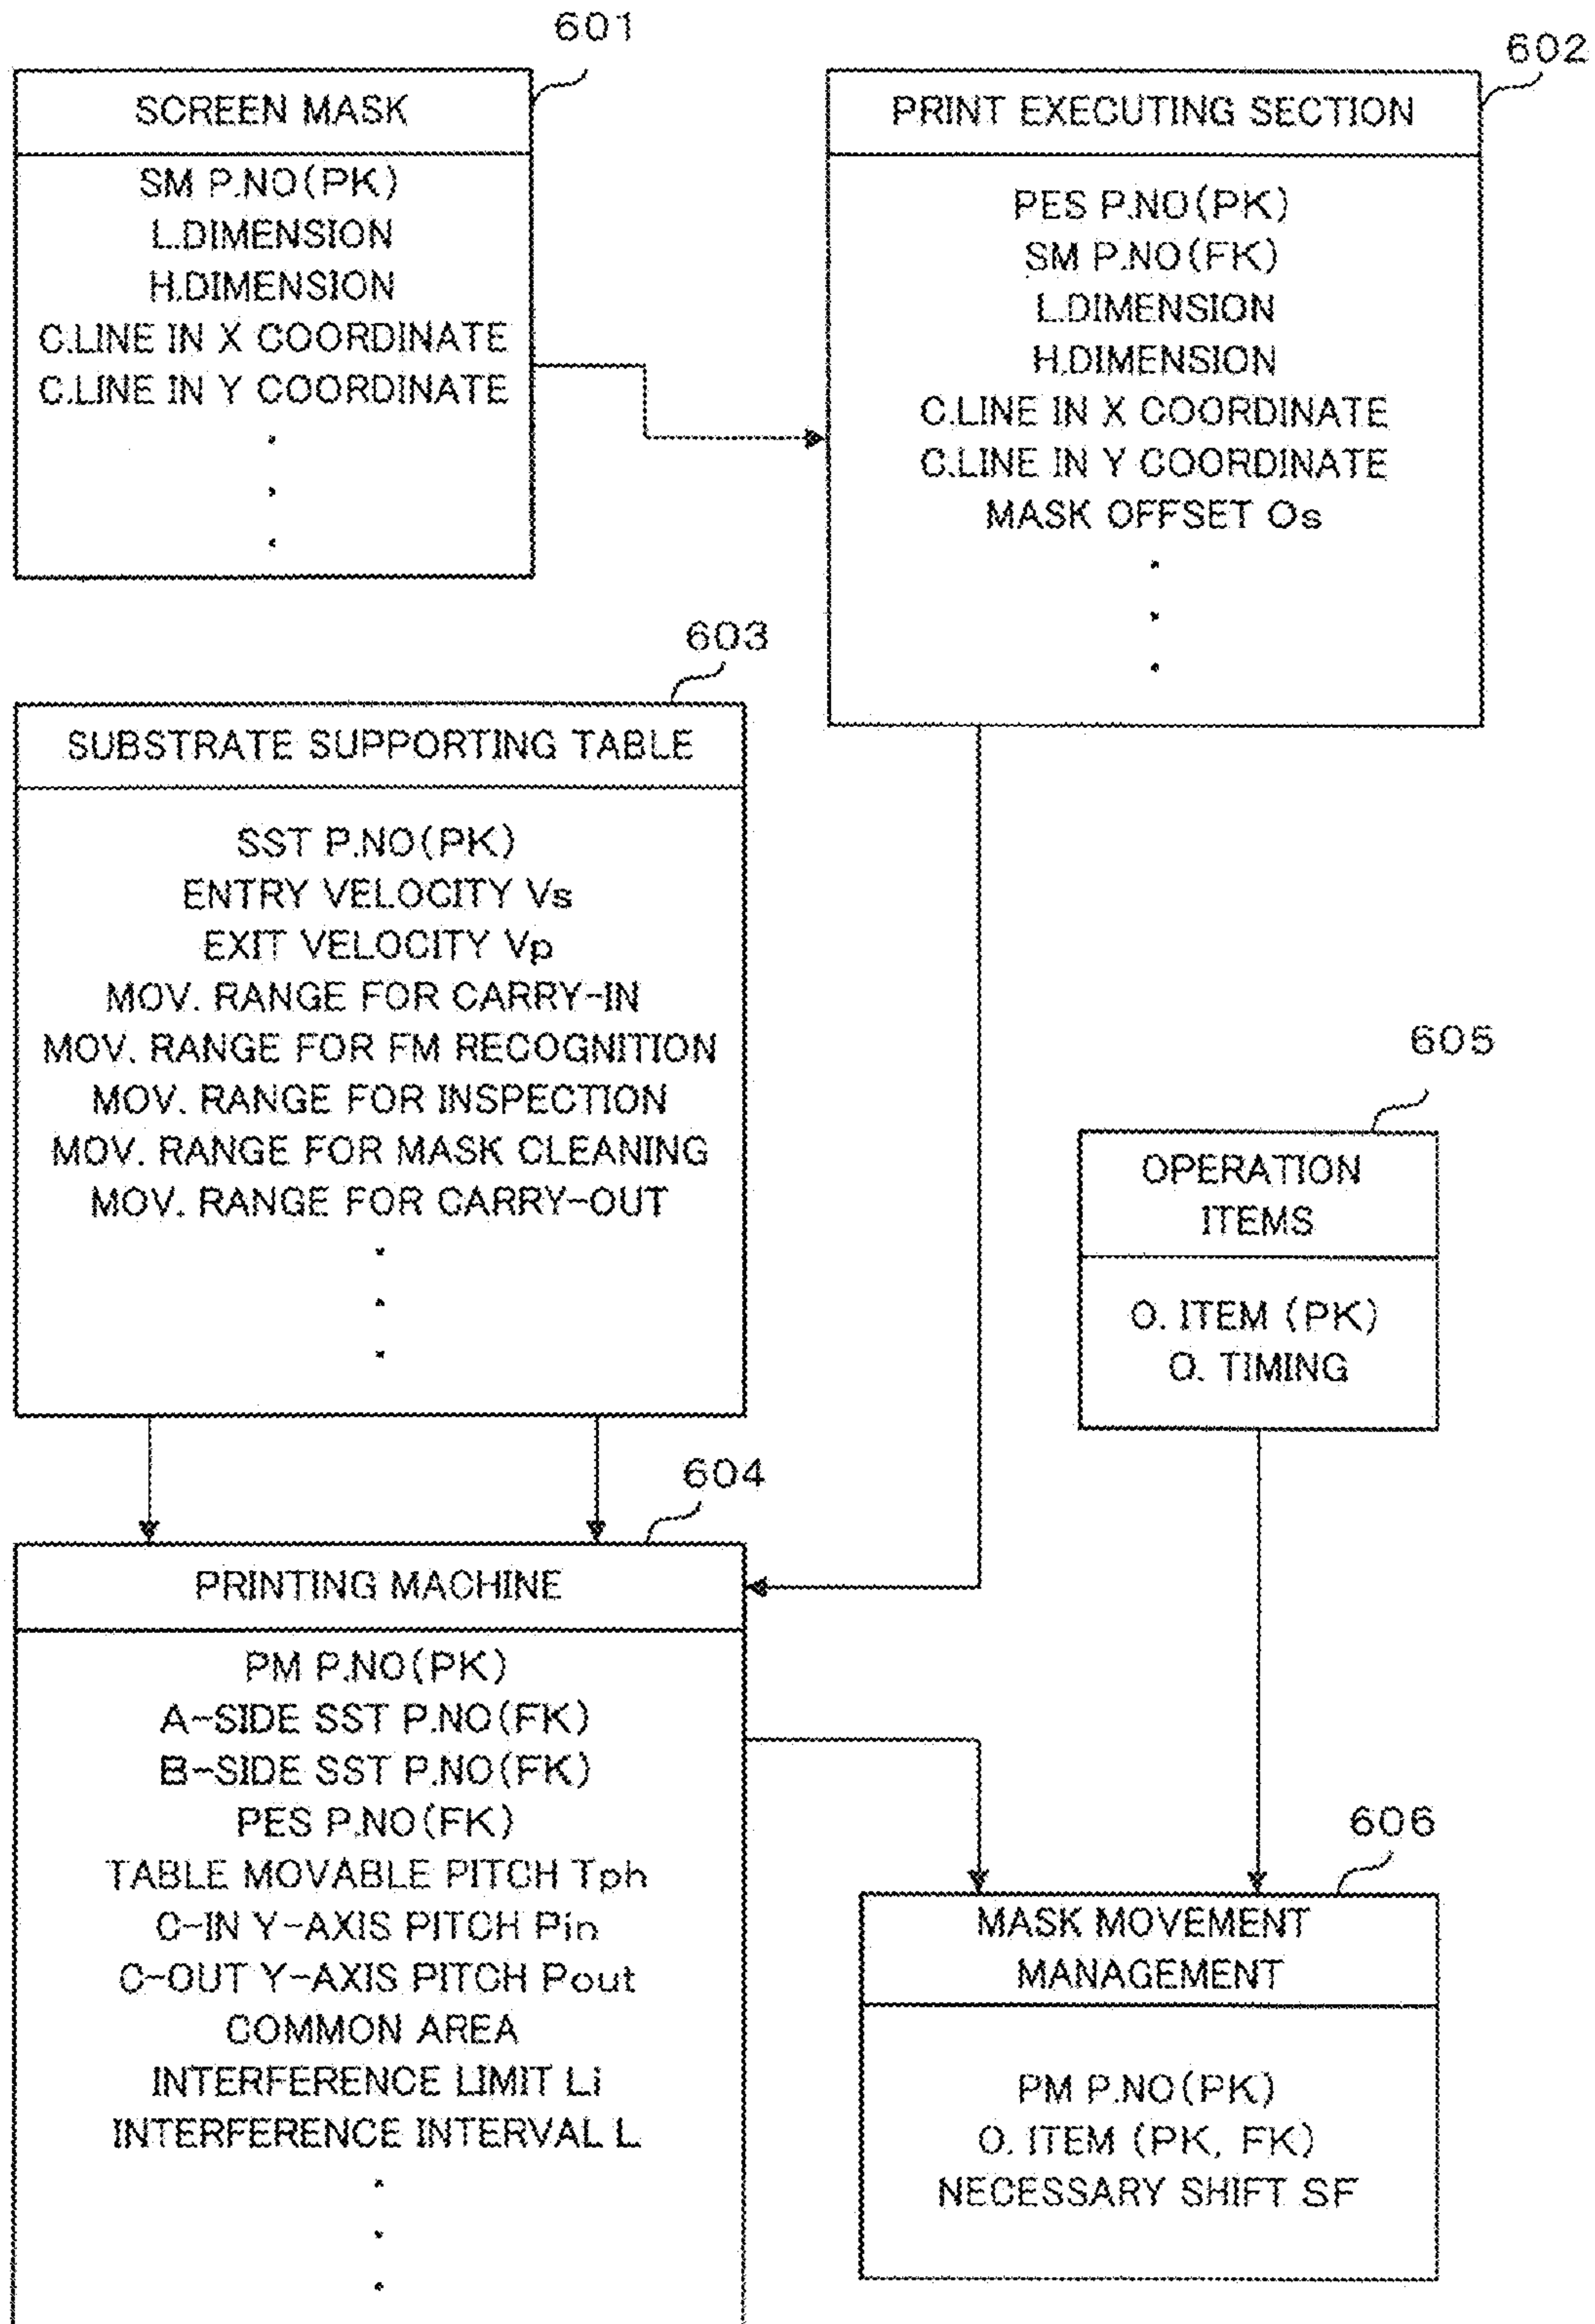 601
SCREEN MASK
SM P.NO(PK)
L.DIMENSION
H.DIMENSION
C.LINE IN X COORDINATE
C.LINE IN Y COORDINATE
602
PRINT EXECUTING SECTION
PES P.NO(PK)
SM P.NO(FK)
L.DIMENSION
H.DIMENSION
C.LINE IN X COORDINATE
C.LINE IN Y COORDINATE
MASK OFFSET Os
603
SUBSTRATE SUPPORTING TABLE
SST P.NO(PK)
ENTRY VELOCITY Vs
EXIT VELOCITY Vp
MOV. RANGE FOR CARRY-IN
MOV. RANGE FOR FM RECOGNITION
MOV. RANGE FOR INSPECTION
MOV. RANGE FOR MASK CLEANING
MOV. RANGE FOR CARRY-OUT
605
OPERATION
ITEMS
O. ITEM (PK)
O. TIMING
604
PRINTING MACHINE
PM P.NO(PK)
A-SIDE SST P.NO(FK)
B-SIDE SST P.NO(FK)
PES P.NO(FK)
TABLE MOVABLE PITCH Tph
C-IN Y-AXIS PITCH Pin
C-OUT Y-AXIS PITCH Pout
COMMON AREA
INTERFERENCE LIMIT Li
INTERFERENCE INTERVAL L
606
MASK MOVEMENT
MANAGEMENT
PM P.NO(PK)
O. ITEM (PK, FK)
NECESSARY SHIFT SF